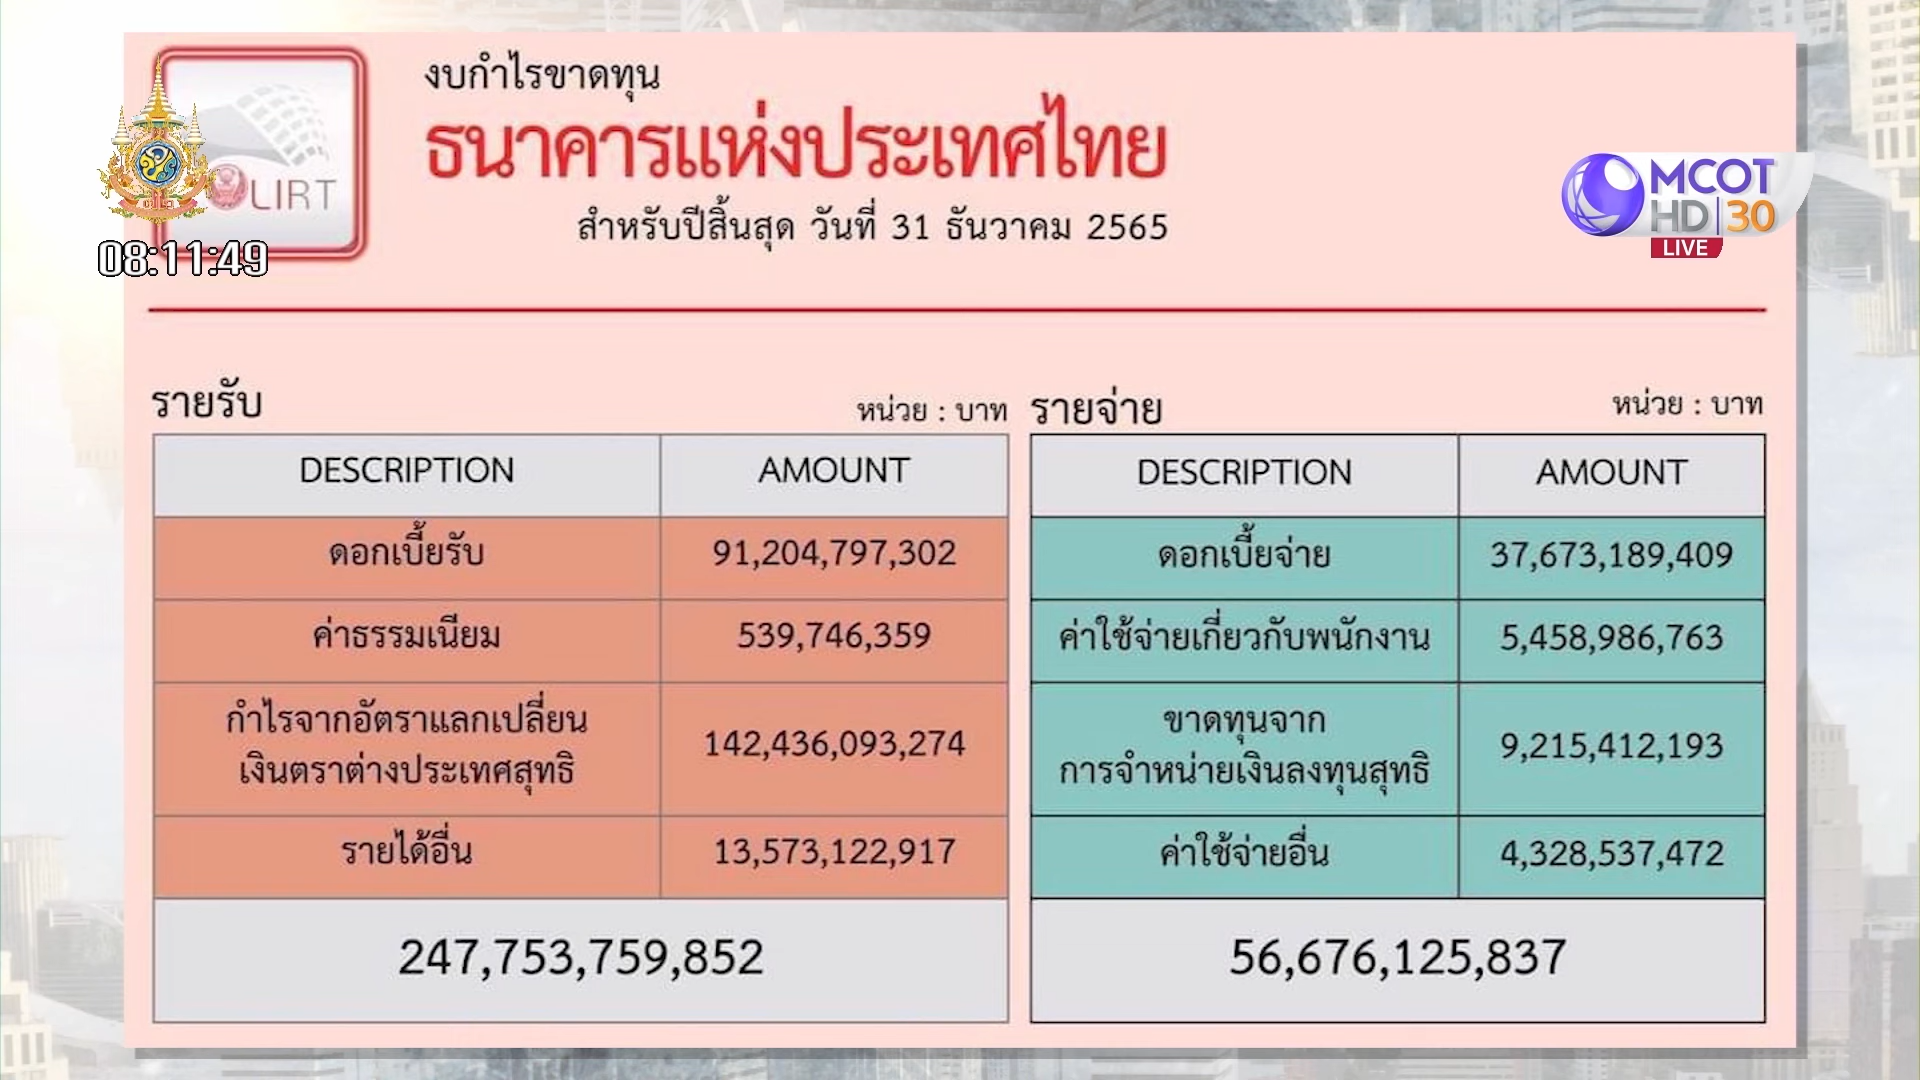 งบกำไรขาดทุน
ธนาคารแห่งประเทศไทย
สำหรับปีสิ้นสุด วันที่ 31 ธันวาคม 2565
LIRT
08:11:49
MCOT
HD 30
LIVE
รายรับ
หน่วย : บาท
DESCRIPTION AMOUNT
ดอกเบี้ยรับ 91,204,797,302
ค่าธรรมเนียม 539,746,359
กำไรจากอัตราแลกเปลี่ยน
เงินตราต่างประเทศสุทธิ 142,436,093,274
รายได้อื่น 13,573,122,917
247,753,759,852
รายจ่าย
หน่วย : บาท
DESCRIPTION AMOUNT
ดอกเบี้ยจ่าย 37,673,189,409
ค่าใช้จ่ายเกี่ยวกับพนักงาน 5,458,986,763
ขาดทุนจาก
การจำหน่ายเงินลงทุนสุทธิ 9,215,412,193
ค่าใช้จ่ายอื่น 4,328,537,472
56,676,125,837